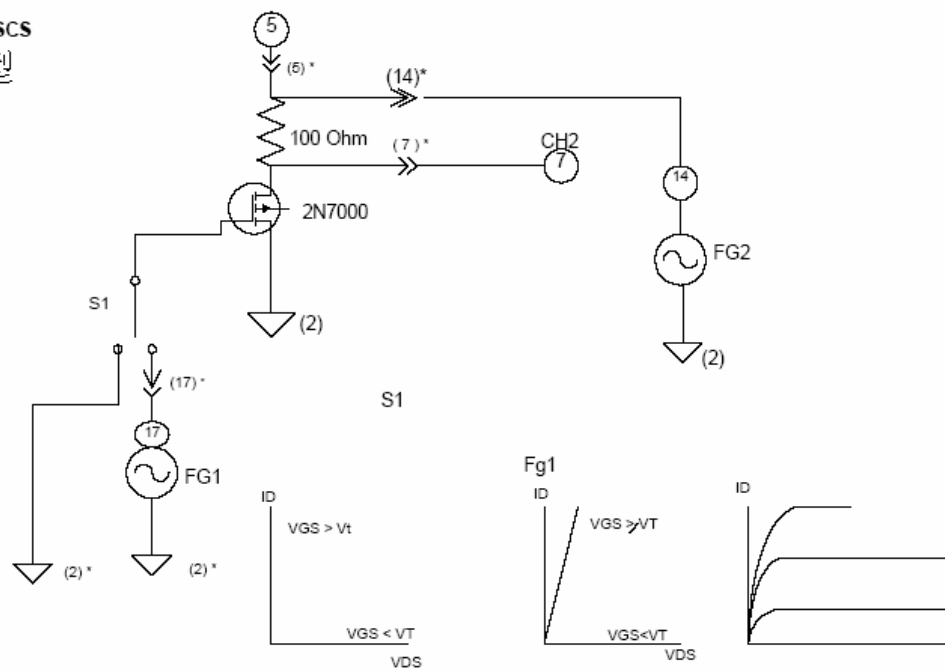 scs
5
(5) *
(14)*
100 Ohm
(7) *
CH2
7
14
2N7000
FG2
S1
(2)
(2)
(17) *
S1
17
FG1
Fg1
ID
ID
ID
VGS > Vt
VGS > VT
(2) *
(2) *
VGS < VT
VGS<VT
VDS
VDS